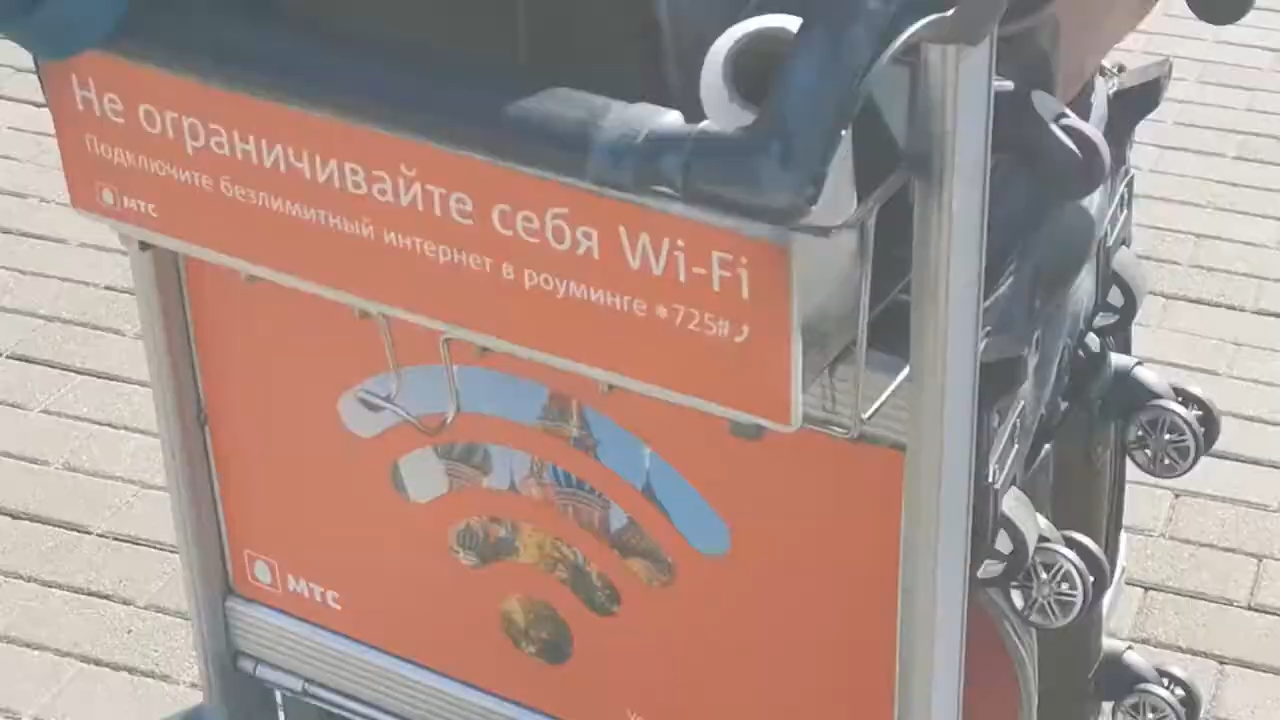 Не ограничивайте себя Wi-Fi
Подключите безлимитный интернет в роуминге *725#
МТС
МТС